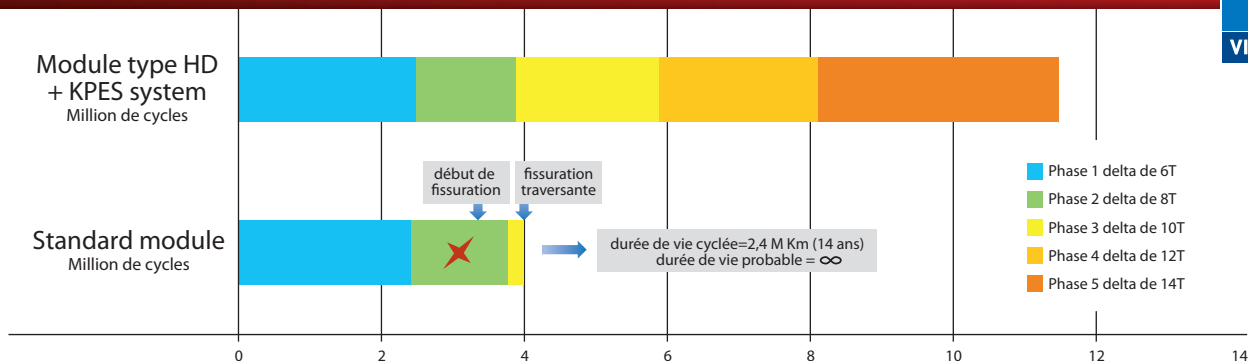 VI
Module type HD
+ KPES system
Million de cycles
début de
fissuration
fissuration
traversante
Standard module
Million de cycles
durée de vie cyclée=2,4 M Km (14 ans)
durée de vie probable = ∞
Phase 1 delta de 6T
Phase 2 delta de 8T
Phase 3 delta de 10T
Phase 4 delta de 12T
Phase 5 delta de 14T
0 2 4 6 8 10 12 14